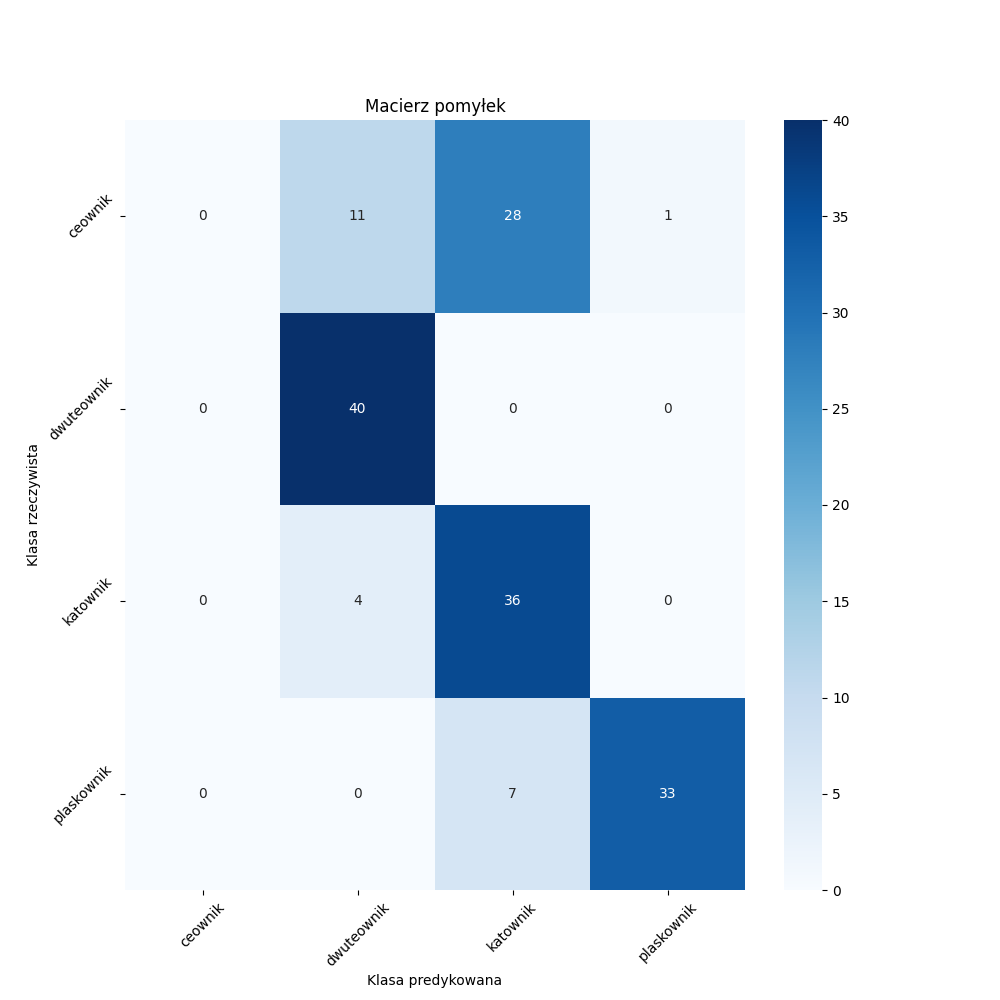 Macierz pomyłek
ceownik 0 11 28 1
dwuteownik 0 40 0 0
katownik 0 4 36 0
plaskownik 0 0 7 33
ceownik dwuteownik katownik plaskownik
Klasa predykowana
Klasa rzeczywista
40
35
30
25
20
15
10
5
0